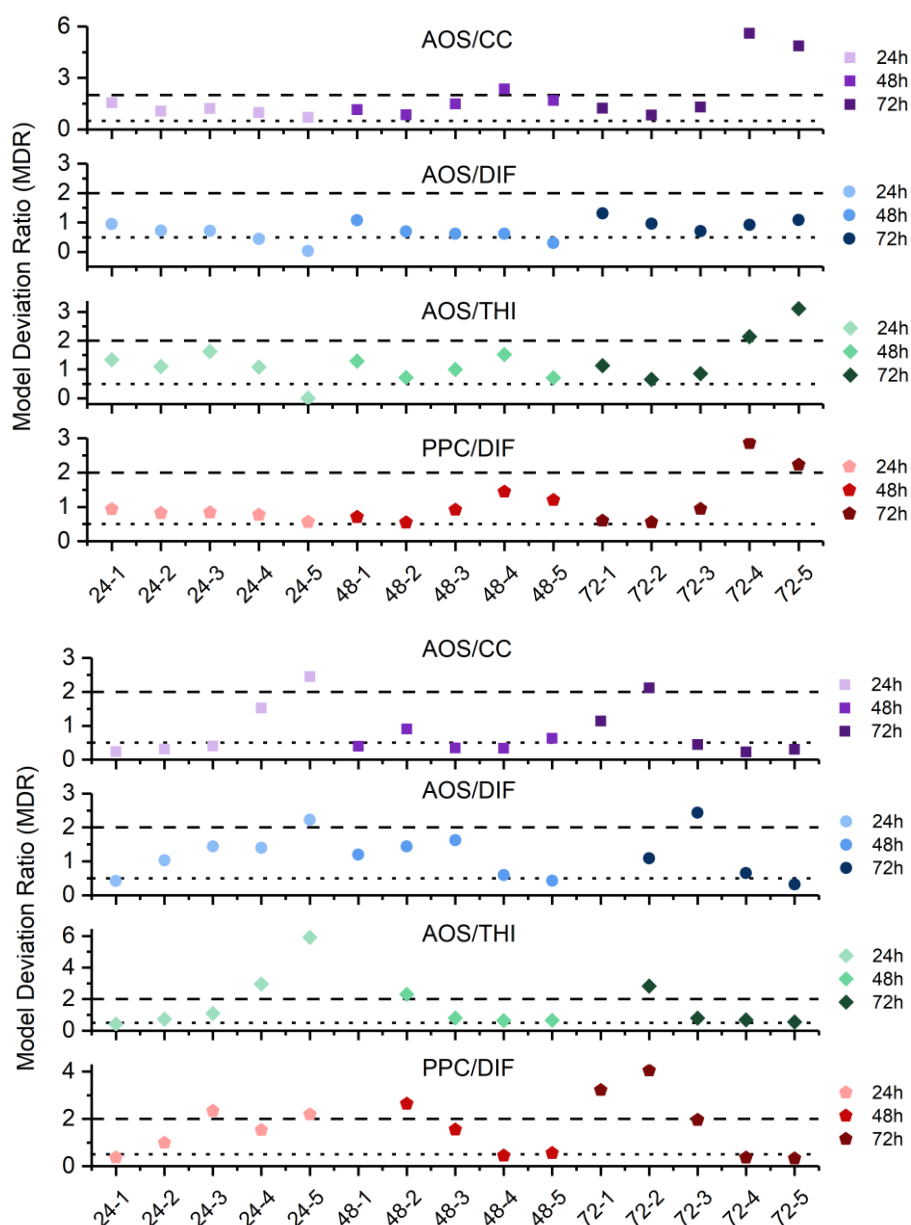 AOS/CC
6
3
0
24h
48h
72h
AOS/DIF
3
2
1
0
24h
48h
72h
AOS/THI
3
2
1
0
24h
48h
72h
PPC/DIF
3
2
1
0
24h
48h
72h
Model Deviation Ratio (MDR)
24-1 24-2 24-3 24-4 24-5 48-1 48-2 48-3 48-4 48-5 72-1 72-2 72-3 72-4 72-5
AOS/CC
3
2
1
0
24h
48h
72h
AOS/DIF
3
2
1
0
24h
48h
72h
AOS/THI
6
4
2
0
24h
48h
72h
PPC/DIF
4
2
0
24h
48h
72h
Model Deviation Ratio (MDR)
24-1 24-2 24-3 24-4 24-5 48-1 48-2 48-3 48-4 48-5 72-1 72-2 72-3 72-4 72-5